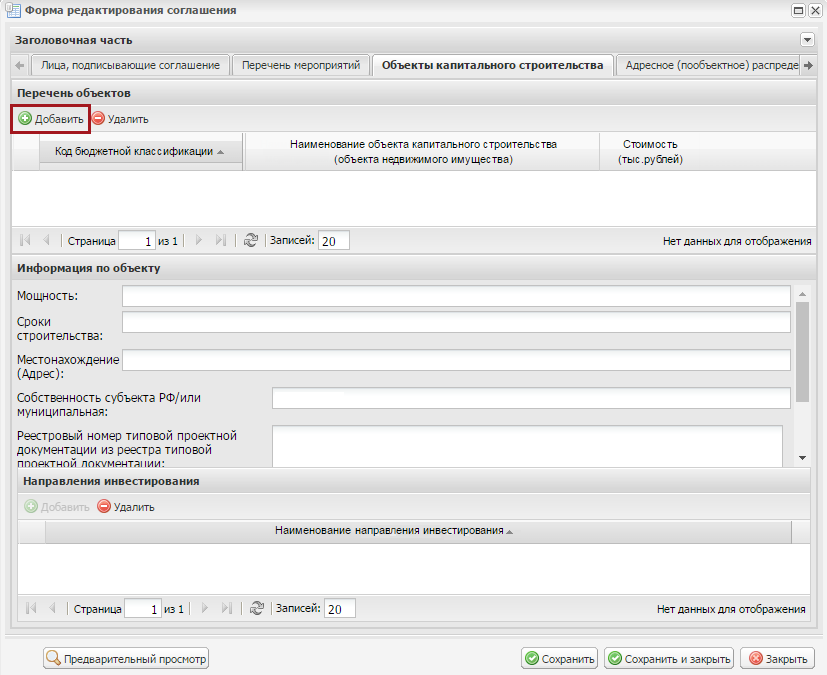 Форма редактирования соглашения
Заголовочная часть
Лица, подписывающие соглашение
Перечень мероприятий
Объекты капитального строительства
Адресное (пообъектное) распреде
Перечень объектов
Добавить
Удалить
Код бюджетной классификации
Наименование объекта капитального строительства
(объекта недвижимого имущества)
Стоимость
(тыс.рублей)
Страница 1 из 1
Записей: 20
Нет данных для отображения
Информация по объекту
Мощность:
Сроки
строительства:
Местонахождение
(Адрес):
Собственность субъекта РФ/или
муниципальная:
Реестровый номер типовой проектной
документации из реестра типовой
проектной документации:
Направления инвестирования
Добавить
Удалить
Наименование направления инвестирования
Страница 1 из 1
Записей: 20
Нет данных для отображения
Предварительный просмотр
Сохранить
Сохранить и закрыть
Закрыть